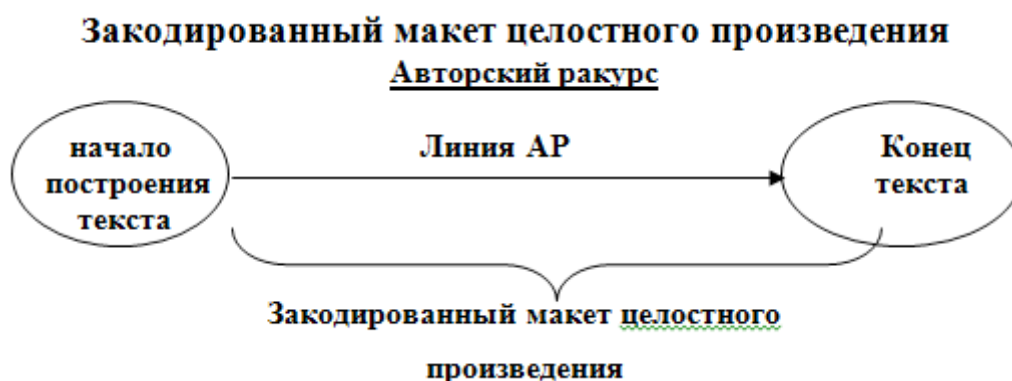 Закодированный макет целостного произведения
Авторский ракурс
начало
построения
текста
Линия АР
Конец
текста
Закодированный макет целостного
произведения